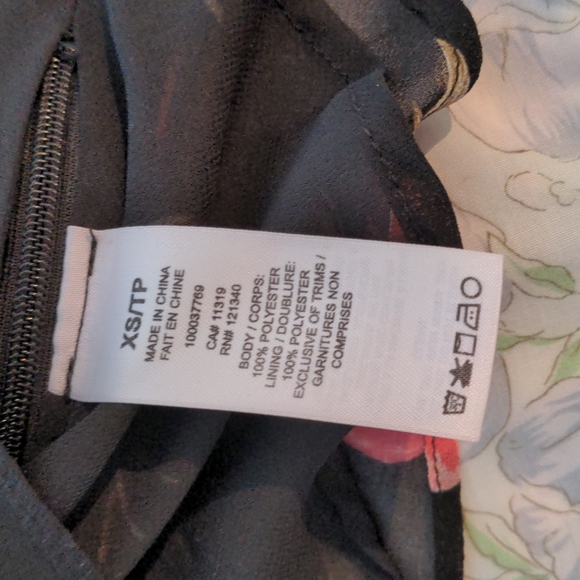 XS/TP
MADE IN CHINA
FAIT EN CHINE
100037769
CA# 11319
RN# 121340
BODY / CORPS:
100% POLYESTER
LINING / DOUBLURE:
100% POLYESTER
EXCLUSIVE OF TRIMS /
GARNITURES NON
COMPRISES